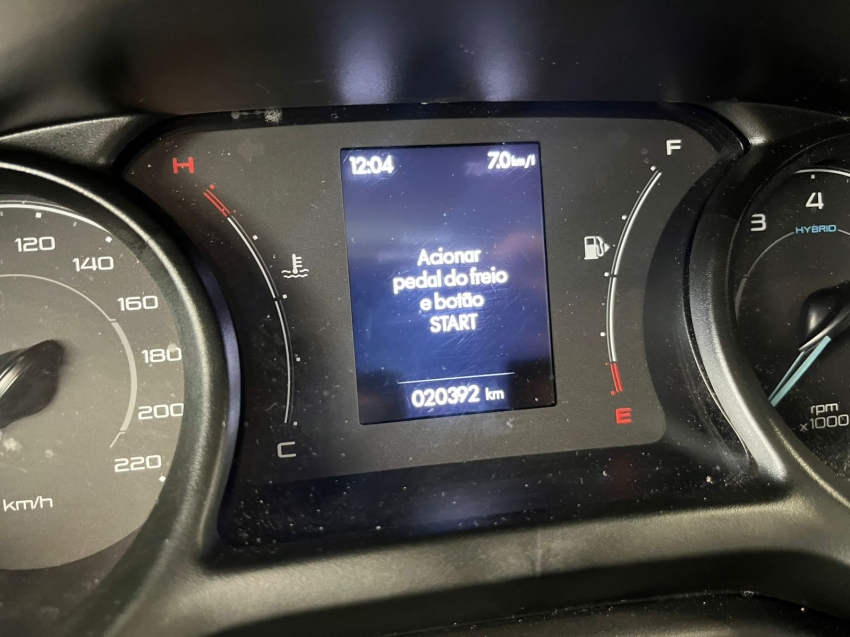 12:04 7.0 km/l
H
F
Acionar
pedal do freio
e botão
START
020392 km
C
E
120
140
160
180
200
220
km/h
3
4
HYBRID
rpm
x1000